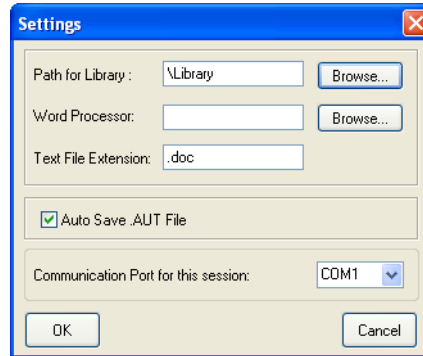 Settings
Path for Library : \Library Browse...
Word Processor: Browse...
Text File Extension: .doc
Auto Save .AUT File
Communication Port for this session: COM1
OK Cancel